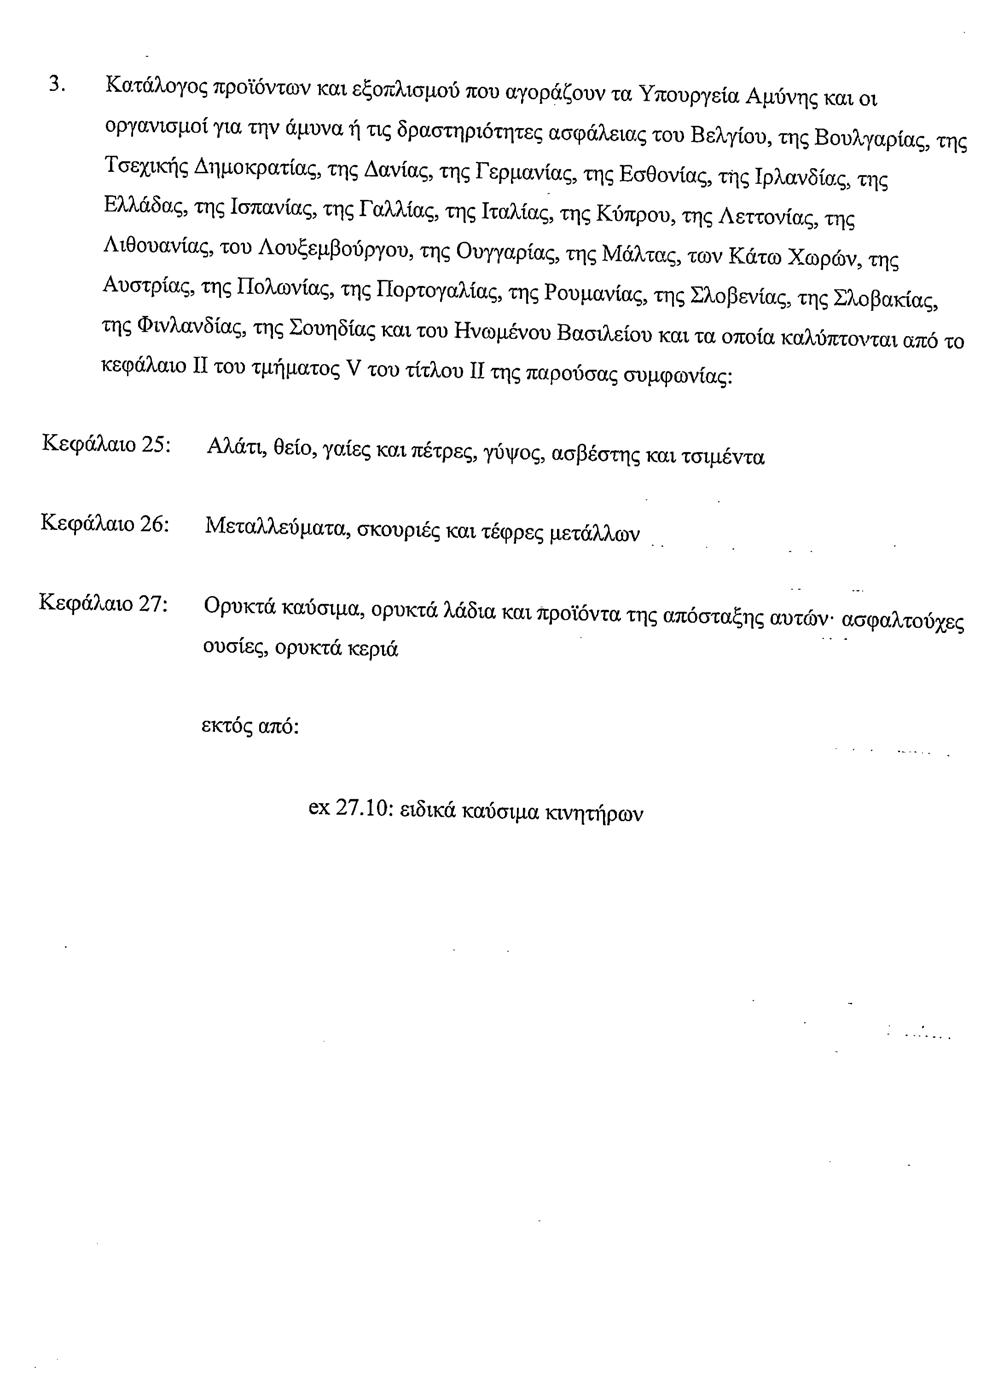 3. Κατάλογος προϊόντων και εξοπλισμού που αγοράζουν τα Υπουργεία Αμύνης και οι
οργανισμοί για την άμυνα ή τις δραστηριότητες ασφάλειας του Βελγίου, της Βουλγαρίας, της
Τσεχικής Δημοκρατίας, της Δανίας, της Γερμανίας, της Εσθονίας, της Ιρλανδίας, της
Ελλάδας, της Ισπανίας, της Γαλλίας, της Ιταλίας, της Κύπρου, της Λεττονίας, της
Λιθουανίας, του Λουξεμβούργου, της Ουγγαρίας, της Μάλτας, των Κάτω Χωρών, της
Αυστρίας, της Πολωνίας, της Πορτογαλίας, της Ρουμανίας, της Σλοβενίας, της Σλοβακίας,
της Φινλανδίας, της Σουηδίας και του Ηνωμένου Βασιλείου και τα οποία καλύπτονται από το
κεφάλαιο II του τμήματος V του τίτλου II της παρούσας συμφωνίας:
Κεφάλαιο 25: Αλάτι, θείο, γαίες και πέτρες, γύψος, ασβέστης και τσιμέντα
Κεφάλαιο 26: Μεταλλεύματα, σκουριές και τέφρες μετάλλων
Κεφάλαιο 27: Ορυκτά καύσιμα, ορυκτά λάδια και προϊόντα της απόσταξης αυτών· ασφαλτούχες
ουσίες, ορυκτά κεριά
εκτός από:
ex 27.10: ειδικά καύσιμα κινητήρων